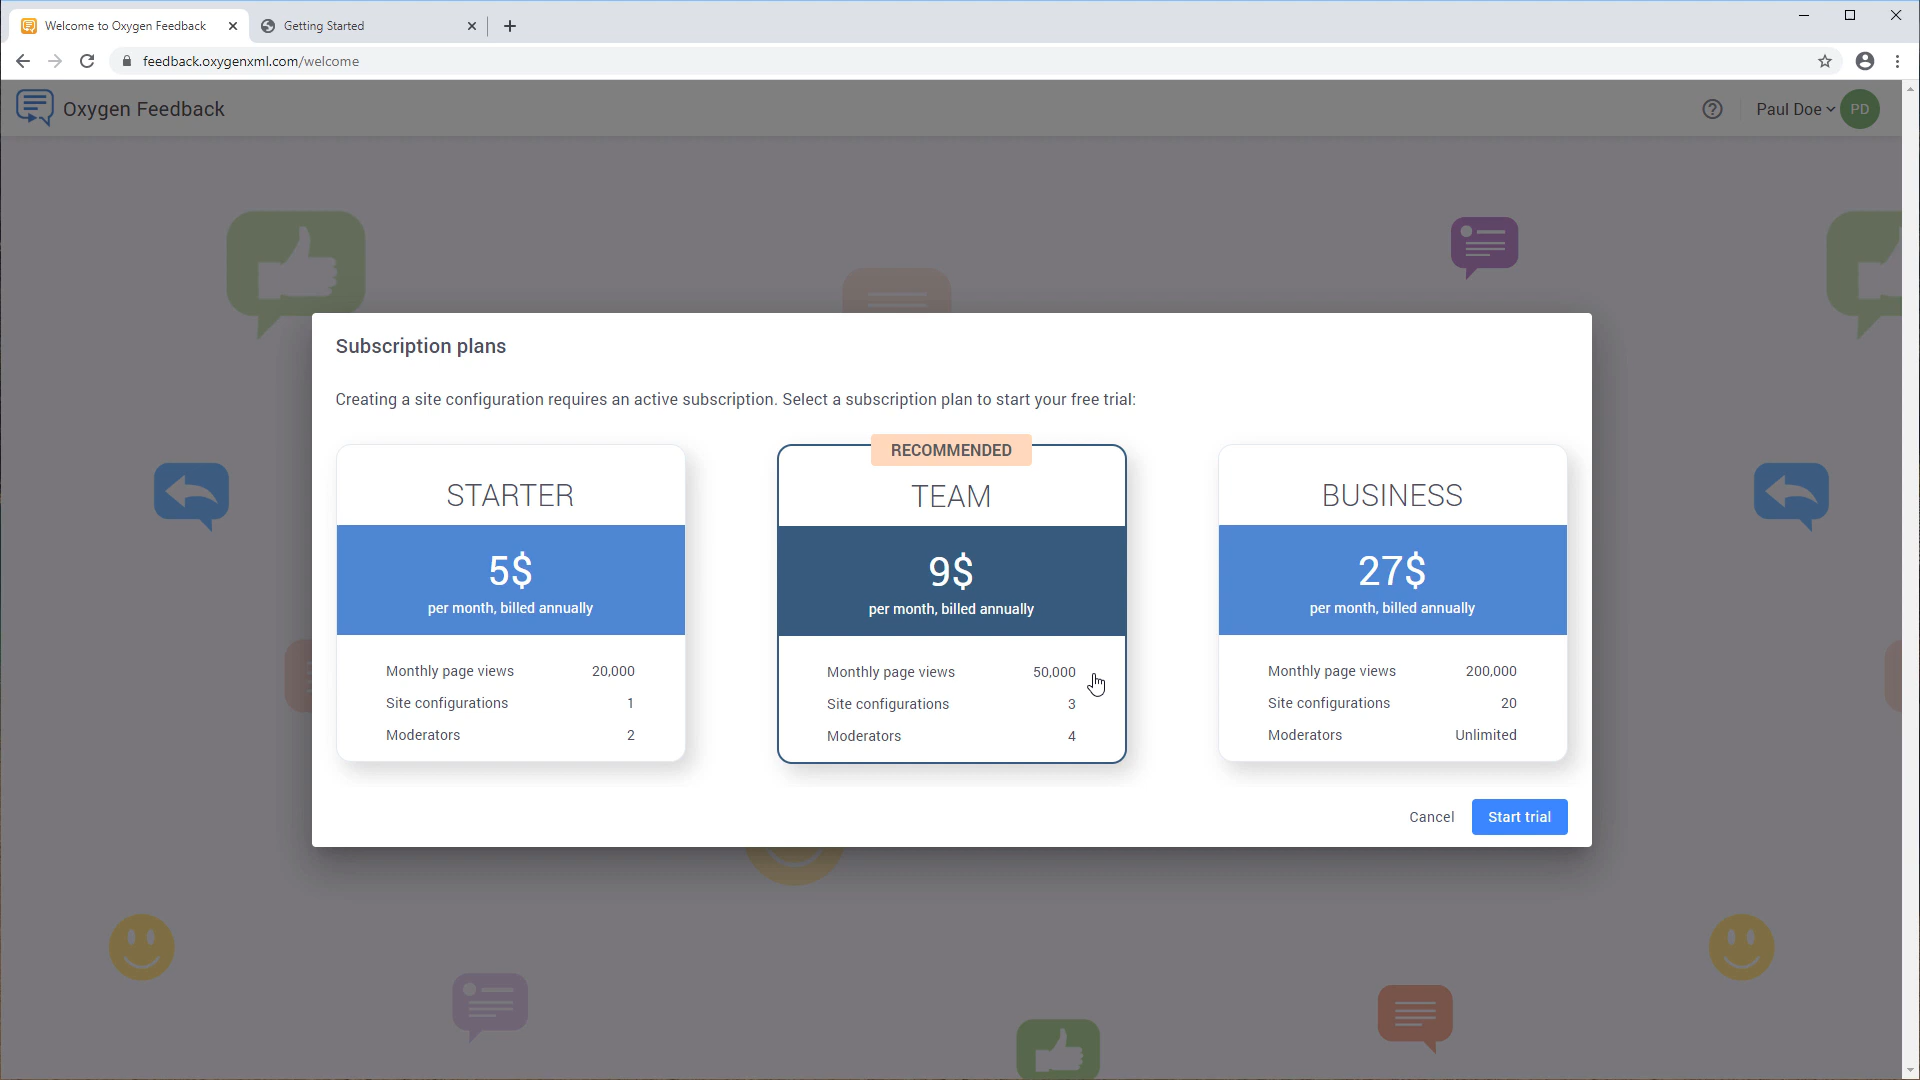 Welcome to Oxygen Feedback
Getting Started
feedback.oxygenxml.com/welcome
Oxygen Feedback
Paul Doe
PD
Subscription plans
Creating a site configuration requires an active subscription. Select a subscription plan to start your free trial:
STARTER
5$
per month, billed annually
Monthly page views 20,000
Site configurations 1
Moderators 2
RECOMMENDED
TEAM
9$
per month, billed annually
Monthly page views 50,000
Site configurations 3
Moderators 4
BUSINESS
27$
per month, billed annually
Monthly page views 200,000
Site configurations 20
Moderators Unlimited
Cancel
Start trial